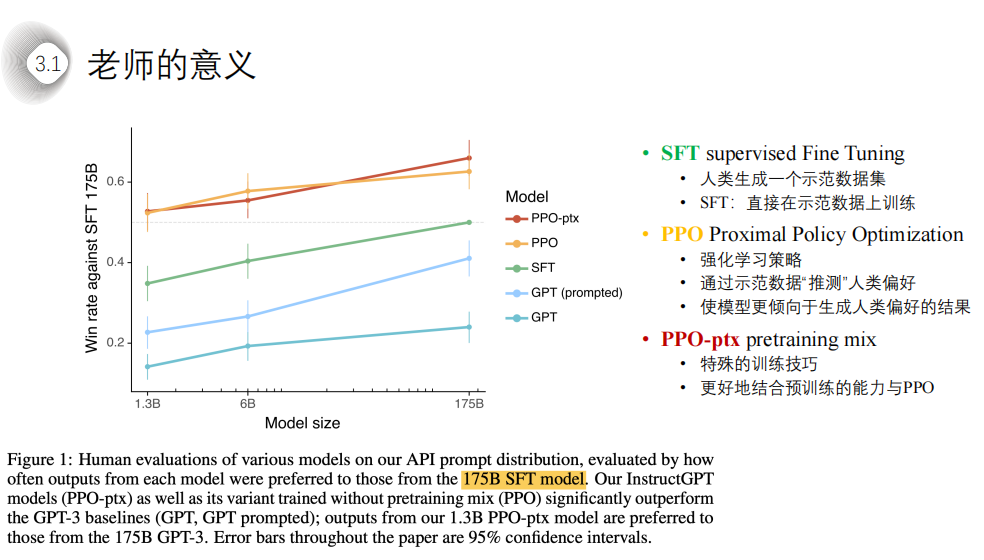 3.1
老师的意义
Win rate against SFT 175B
0.6
0.4
0.2
1.3B
6B
175B
Model size
Model
PPO-ptx
PPO
SFT
GPT (prompted)
GPT
• SFT supervised Fine Tuning
• 人类生成一个示范数据集
• SFT：直接在示范数据上训练
• PPO Proximal Policy Optimization
• 强化学习策略
• 通过示范数据“推测”人类偏好
• 使模型更倾向于生成人类偏好的结果
• PPO-ptx pretraining mix
• 特殊的训练技巧
• 更好地结合预训练的能力与PPO
Figure 1: Human evaluations of various models on our API prompt distribution, evaluated by how
often outputs from each model were preferred to those from the 175B SFT model. Our InstructGPT
models (PPO-ptx) as well as its variant trained without pretraining mix (PPO) significantly outperform
the GPT-3 baselines (GPT, GPT prompted); outputs from our 1.3B PPO-ptx model are preferred to
those from the 175B GPT-3. Error bars throughout the paper are 95% confidence intervals.